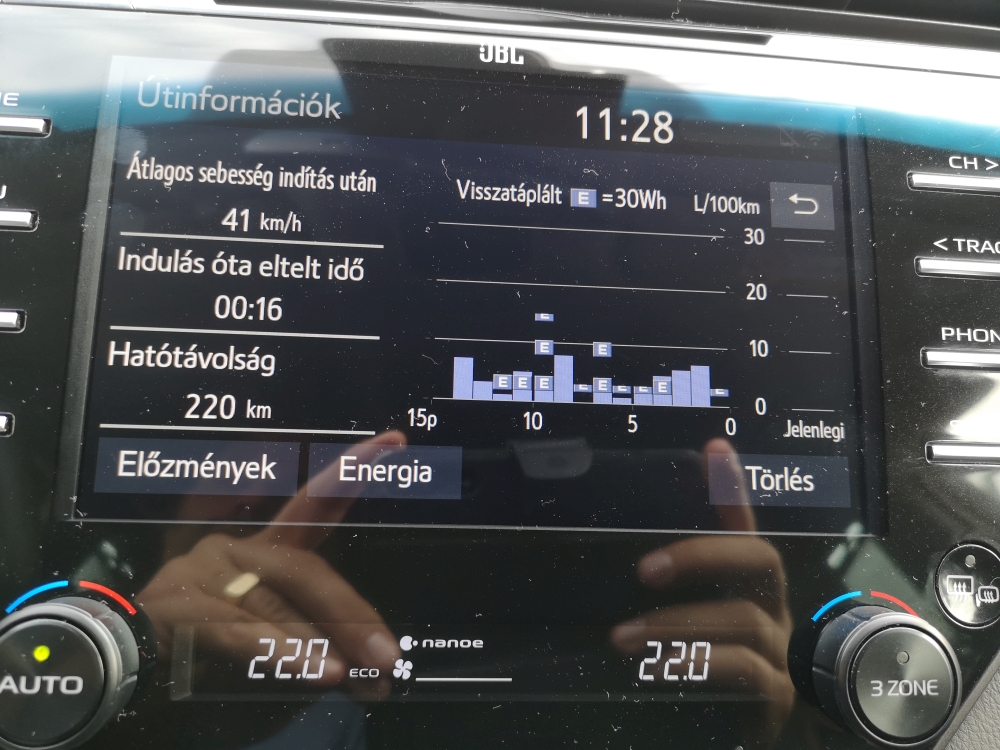 JBL
Útinformációk
11:28
CH >
Átlagos sebesség indítás után
41 km/h
Visszatáplált E =30Wh
L/100km
30
< TRAC
Indulás óta eltelt idő
00:16
20
Hatótávolság
220 km
E
E
E
10
PHON
E
E
E
E
E
E
E
E
E
0
15p
10
5
0
Jelenlegi
Előzmények
Energia
Törlés
22.0
ECO
nanoe
22.0
AUTO
3 ZONE